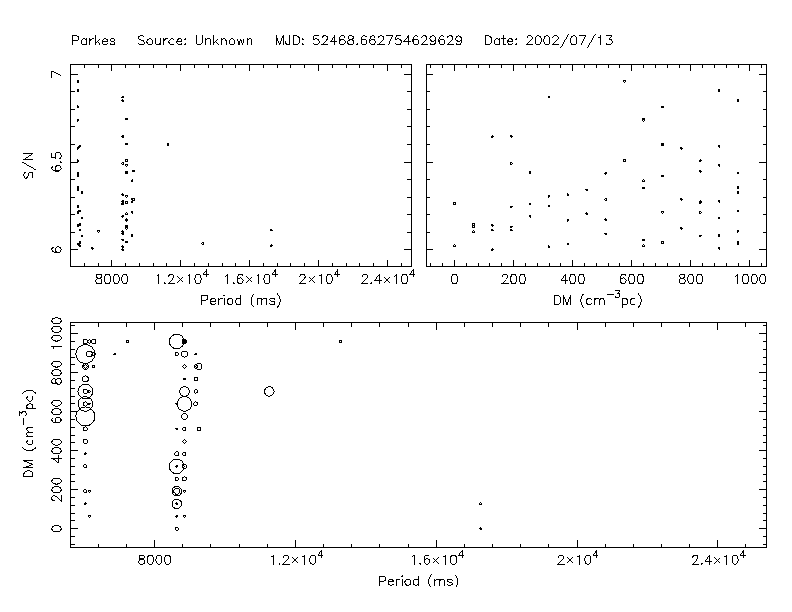 Parkes Source: Unknown MJD: 52468.662754629629 Date: 2002/07/13
7
6.5
6
S/N
8000 1.2×10⁴ 1.6×10⁴ 2×10⁴ 2.4×10⁴
Period (ms)
0 200 400 600 800 1000
DM (cm⁻³pc)
1000
800
600
400
200
0
DM (cm⁻³pc)
8000 1.2×10⁴ 1.6×10⁴ 2×10⁴ 2.4×10⁴
Period (ms)